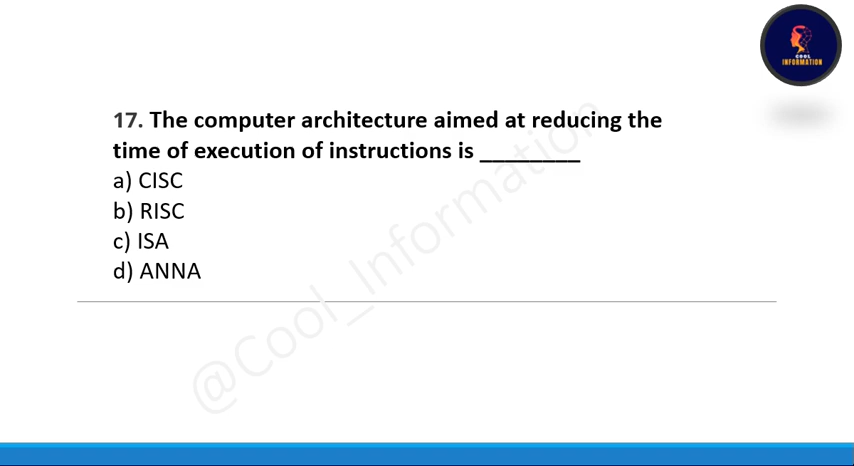 COOL
INFORMATION
17. The computer architecture aimed at reducing the
time of execution of instructions is ________
a) CISC
b) RISC
c) ISA
d) ANNA
@Cool_Information